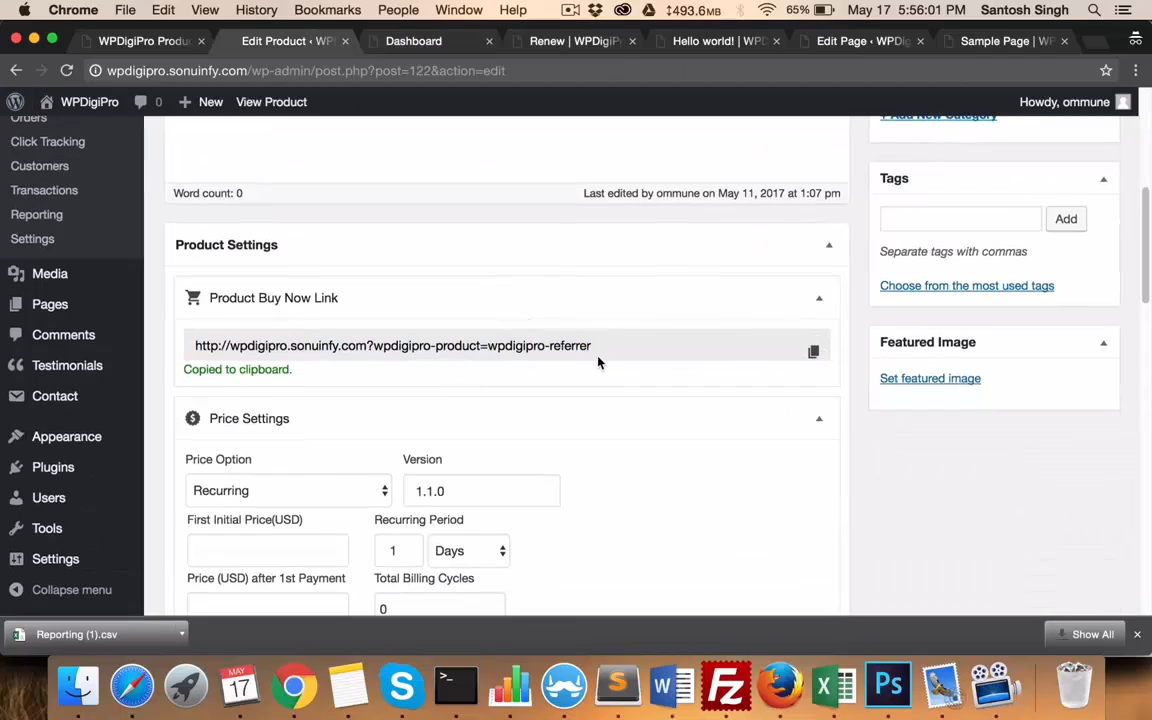 Chrome File Edit View History Bookmarks People Window Help 493.6MB 65% May 17 5:56:01 PM Santosh Singh
WPDigiPro Produ Edit Product ‹ WPI Dashboard Renew | WPDigiP Hello world! | WPD Edit Page ‹ WPDig Sample Page | WP
wpdigipro.sonuinfy.com/wp-admin/post.php?post=122&action=edit
WPDigiPro 0 New View Product Howdy, ommune
Orders
+ Add New Category
Click Tracking
Customers
Transactions
Reporting
Settings
Media
Pages
Comments
Testimonials
Contact
Appearance
Plugins
Users
Tools
Settings
Collapse menu
Word count: 0 Last edited by ommune on May 11, 2017 at 1:07 pm
Product Settings
Product Buy Now Link
http://wpdigipro.sonuinfy.com?wpdigipro-product=wpdigipro-referrer
Copied to clipboard.
Price Settings
Price Option Version
Recurring 1.1.0
First Initial Price(USD) Recurring Period
1 Days
Price (USD) after 1st Payment Total Billing Cycles
0
Tags
Add
Separate tags with commas
Choose from the most used tags
Featured Image
Set featured image
Reporting (1).csv Show All
MAY
17